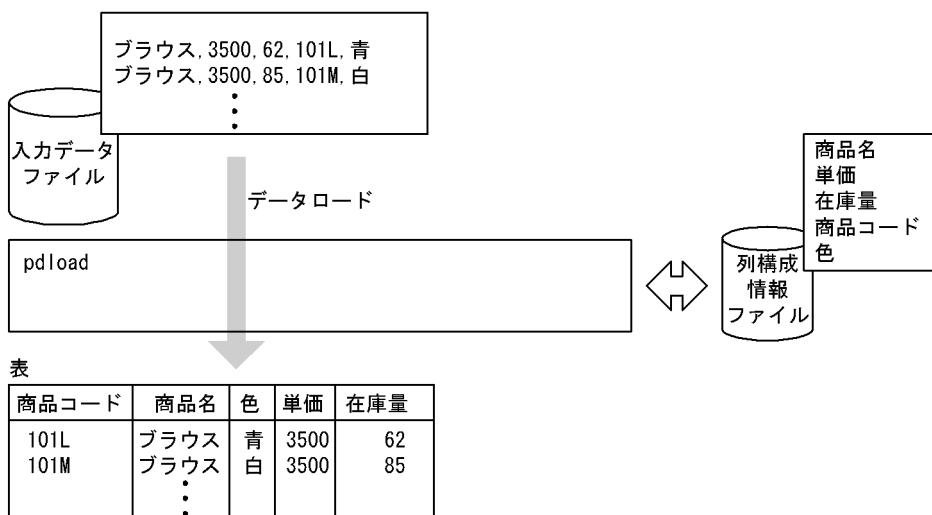 ブラウス,3500,62,101L,青
ブラウス,3500,85,101M,白
入力データ
ファイル
データロード
商品名
単価
在庫量
商品コード
色
pdload
列構成
情報
ファイル
表
商品コード 商品名 色 単価 在庫量
101L ブラウス 青 3500 62
101M ブラウス 白 3500 85